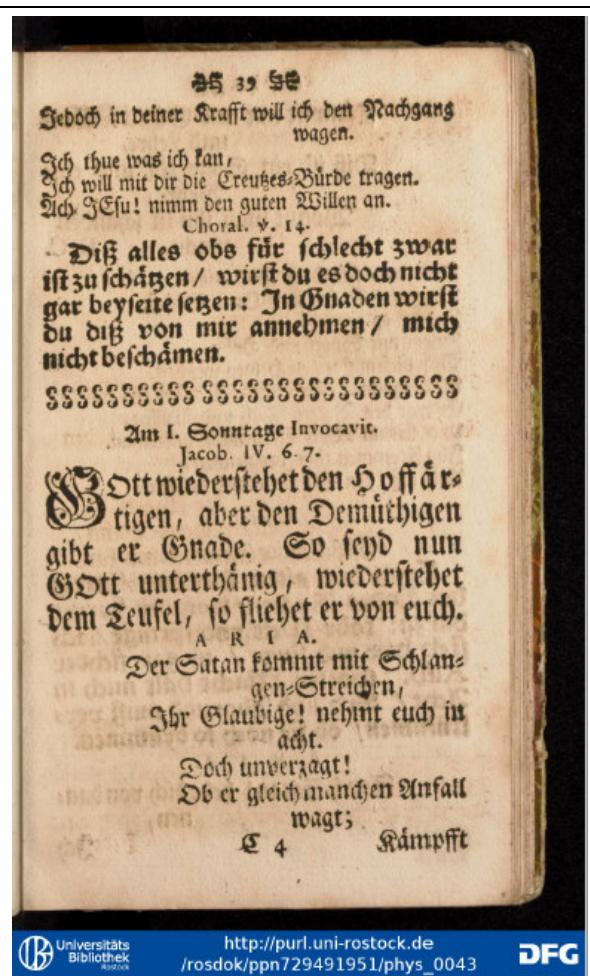 39
Jedoch in deiner Krafft will ich den Nachgang
wagen.
Ich thue was ich kan,
Ich will mit dir die Creutzes-Bürde tragen.
Ach JEsu! nimm den guten Willen an.
Choral. v. 14.
Diß alles obs für schlecht zwar
ist zu schätzen / wirst du es doch nicht
gar beyseite setzen: In Gnaden wirst
du diß von mir annehmen / mich
nicht beschämen.
Am I. Sonntage Invocavit.
Jacob. IV. 6. 7.
GOtt wiederstehet den Hoffär-
tigen, aber den Demüthigen
gibt er Gnade. So seyd nun
GOtt unterthänig, wiederstehet
dem Teufel, so fliehet er von euch.
ARIA.
Der Satan kommt mit Schlan-
gen-Streichen,
Ihr Glaubige! nehmt euch in
acht.
Doch unverzagt!
Ob er gleich manchen Anfall
wagt;
C 4 Kämpfft
Universitäts
Bibliothek
Rostock
http://purl.uni-rostock.de
/rosdok/ppn729491951/phys_0043
DFG